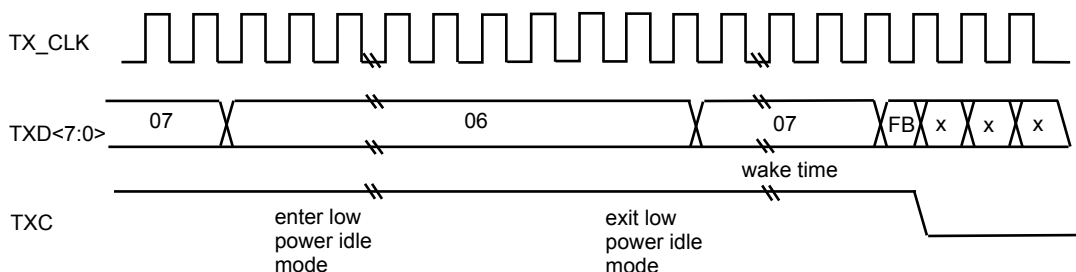 TX_CLK
TXD<7:0>
07
06
07
FB
x
x
x
wake time
TXC
enter low
power idle
mode
exit low
power idle
mode